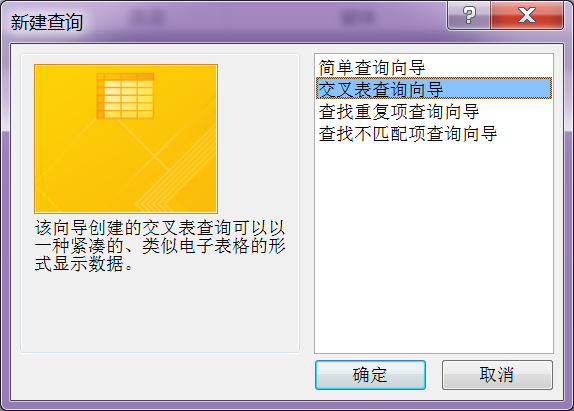 新建查询
简单查询向导
交叉表查询向导
查找重复项查询向导
查找不匹配项查询向导
该向导创建的交叉表查询可以以
一种紧凑的、类似电子表格的形
式显示数据。
确定
取消